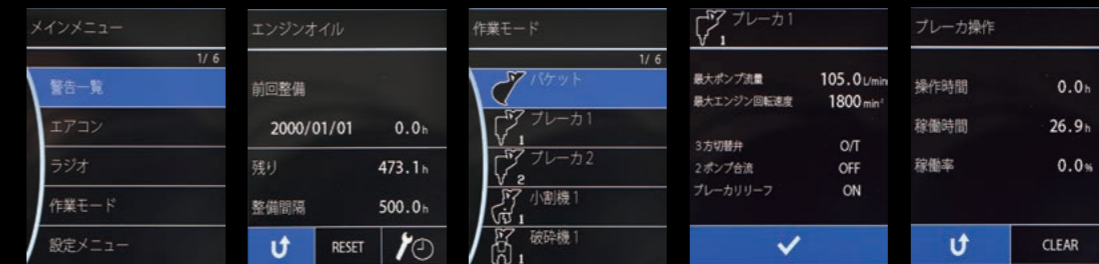 メインメニュー
1/ 6
警告一覧
エアコン
ラジオ
作業モード
設定メニュー
エンジンオイル
前回整備
2000/01/01 0.0h
残り 473.1h
整備間隔 500.0h
RESET
作業モード
1/ 6
バケット
ブレーカ1
1
ブレーカ2
2
小割機1
1
破砕機1
1
ブレーカ1
1
最大ポンプ流量 105.0 L/min
最大エンジン回転速度 1800 min⁻¹
3方切替弁 O/T
2ポンプ合流 OFF
ブレーカリリーフ ON
ブレーカ操作
操作時間 0.0h
稼働時間 26.9h
稼働率 0.0%
CLEAR